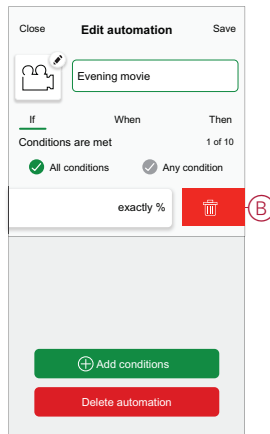 Close Edit automation Save
Evening movie
If When Then
Conditions are met 1 of 10
All conditions Any condition
exactly %
B
Add conditions
Delete automation